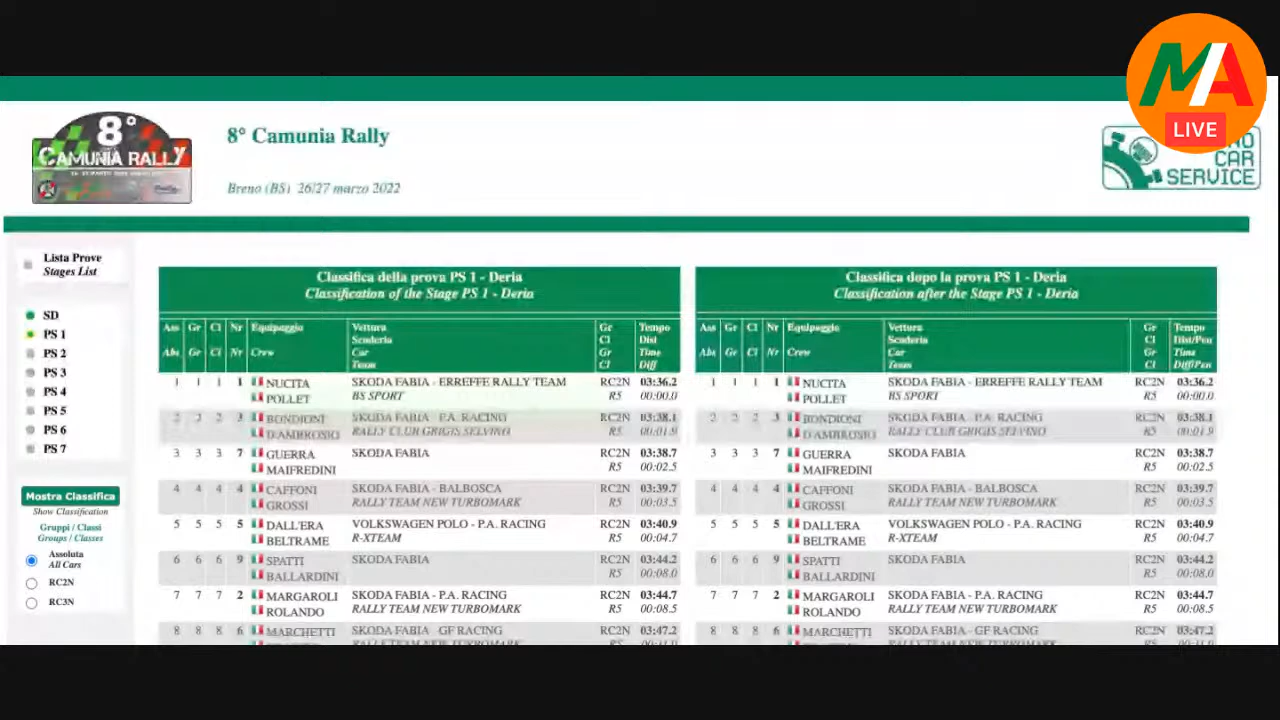 MA
LIVE
8°
CAMUNIA RALLY
8° Camunia Rally
Breno (BS) 26/27 marzo 2022
CAR
SERVICE
Lista Prove
Stages List
SD
PS 1
PS 2
PS 3
PS 4
PS 5
PS 6
PS 7
Mostra Classifica
Show Classification
Gruppi / Classi
Groups / Classes
Assoluta
All Cars
RC2N
RC3N
Classifica della prova PS 1 - Deria
Classification of the Stage PS 1 - Deria
Ass Gr Cl Nr Equipaggio Vettura Gr Tempo
Scuderia Cl Dist
Abs Gr Cl Nr Crew Car Gr Time
Team Cl Diff
1 1 1 1 NUCITA SKODA FABIA - ERREFFE RALLY TEAM RC2N 03:36.2
POLLET BS SPORT R5 00:00.0
2 2 2 3 BONDIONI SKODA FABIA - P.A. RACING RC2N 03:38.1
D'AMBROSIO RALLY CLUB GRIGIS SELVINO R5 00:01.9
3 3 3 7 GUERRA SKODA FABIA RC2N 03:38.7
MAIFREDINI R5 00:02.5
4 4 4 4 CAFFONI SKODA FABIA - BALBOSCA RC2N 03:39.7
GROSSI RALLY TEAM NEW TURBOMARK R5 00:03.5
5 5 5 5 DALL'ERA VOLKSWAGEN POLO - P.A. RACING RC2N 03:40.9
BELTRAME R-XTEAM R5 00:04.7
6 6 6 9 SPATTI SKODA FABIA RC2N 03:44.2
BALLARDINI R5 00:08.0
7 7 7 2 MARGAROLI SKODA FABIA - P.A. RACING RC2N 03:44.7
ROLANDO RALLY TEAM NEW TURBOMARK R5 00:08.5
8 8 8 6 MARCHETTI SKODA FABIA - GF RACING RC2N 03:47.2
Classifica dopo la prova PS 1 - Deria
Classification after the Stage PS 1 - Deria
Ass Gr Cl Nr Equipaggio Vettura Gr Tempo
Scuderia Cl Dist/Pen
Abs Gr Cl Nr Crew Car Gr Time
Team Cl Diff/Pen
1 1 1 1 NUCITA SKODA FABIA - ERREFFE RALLY TEAM RC2N 03:36.2
POLLET BS SPORT R5 00:00.0
2 2 2 3 BONDIONI SKODA FABIA - P.A. RACING RC2N 03:38.1
D'AMBROSIO RALLY CLUB GRIGIS SELVINO R5 00:01.9
3 3 3 7 GUERRA SKODA FABIA RC2N 03:38.7
MAIFREDINI R5 00:02.5
4 4 4 4 CAFFONI SKODA FABIA - BALBOSCA RC2N 03:39.7
GROSSI RALLY TEAM NEW TURBOMARK R5 00:03.5
5 5 5 5 DALL'ERA VOLKSWAGEN POLO - P.A. RACING RC2N 03:40.9
BELTRAME R-XTEAM R5 00:04.7
6 6 6 9 SPATTI SKODA FABIA RC2N 03:44.2
BALLARDINI R5 00:08.0
7 7 7 2 MARGAROLI SKODA FABIA - P.A. RACING RC2N 03:44.7
ROLANDO RALLY TEAM NEW TURBOMARK R5 00:08.5
8 8 8 6 MARCHETTI SKODA FABIA - GF RACING RC2N 03:47.2